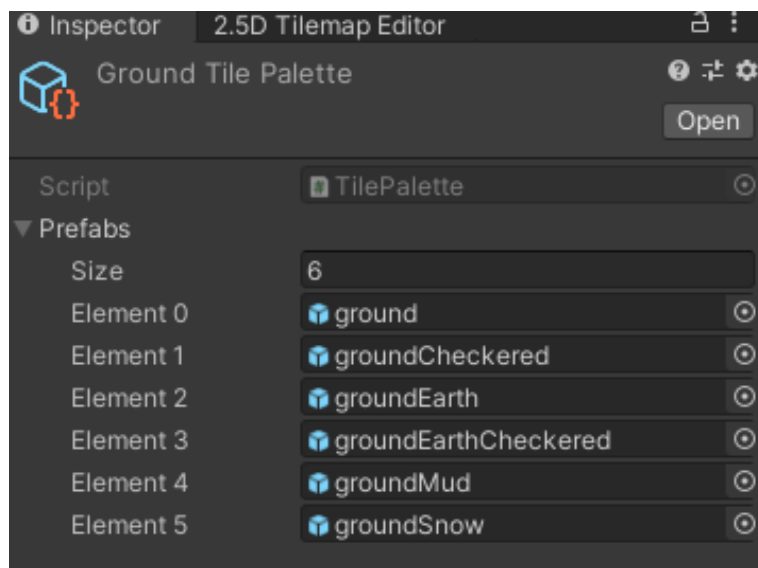 Inspector 2.5D Tilemap Editor
Ground Tile Palette
Open
Script TilePalette
Prefabs
Size 6
Element 0 ground
Element 1 groundCheckered
Element 2 groundEarth
Element 3 groundEarthCheckered
Element 4 groundMud
Element 5 groundSnow